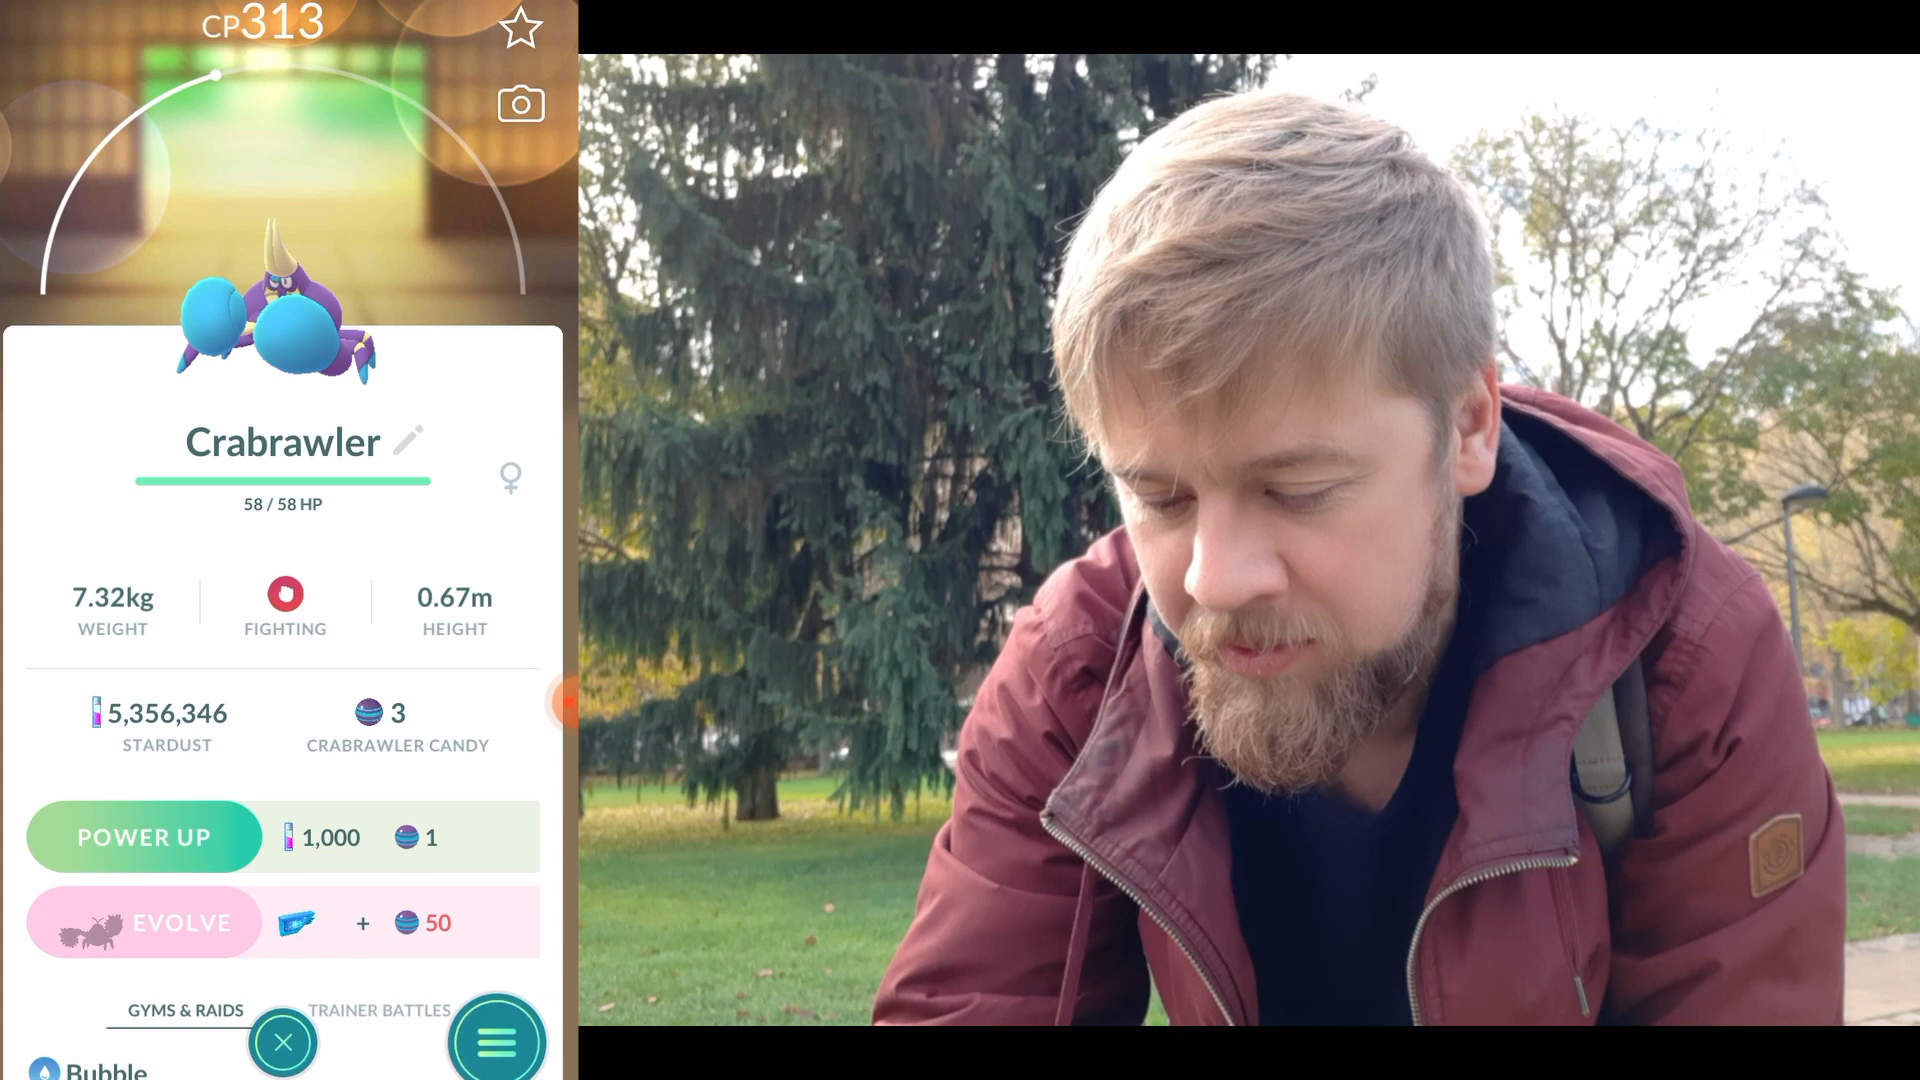 CP313
Crabrawler
58 / 58 HP
7.32kg
WEIGHT
FIGHTING
0.67m
HEIGHT
5,356,346
STARDUST
3
CRABRAWLER CANDY
POWER UP 1,000 1
EVOLVE + 50
GYMS & RAIDS TRAINER BATTLES
Bubble